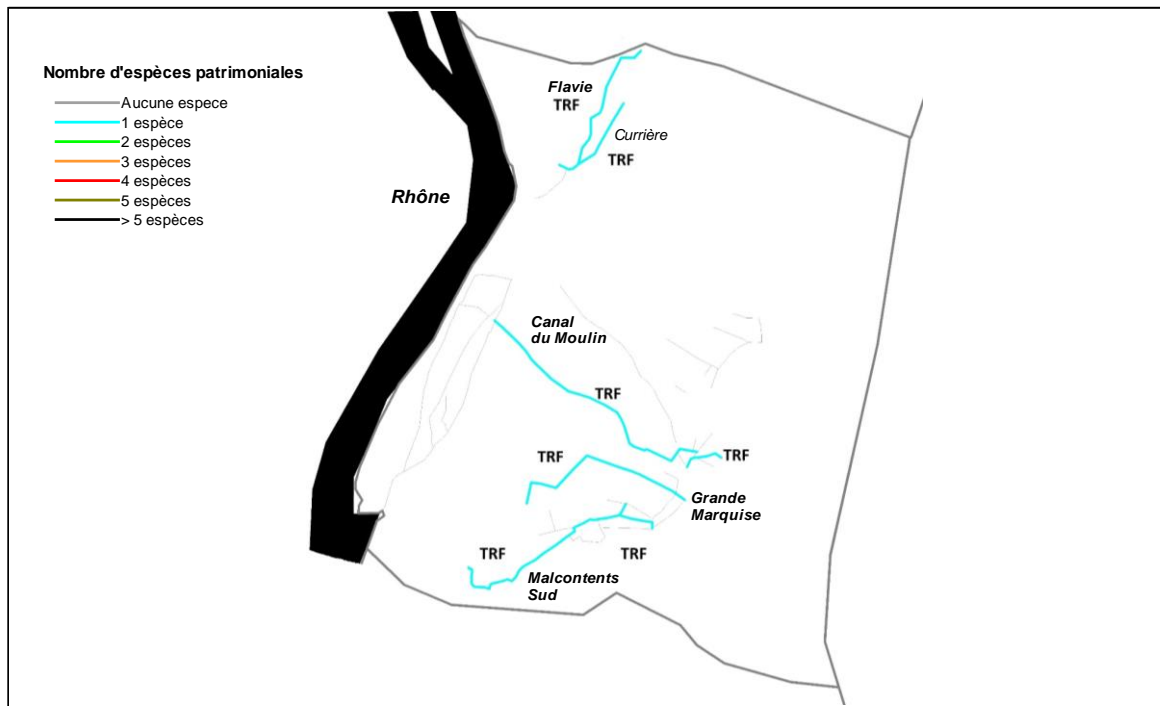 Nombre d'espèces patrimoniales
Aucune espece
1 espèce
2 espèces
3 espèces
4 espèces
5 espèces
> 5 espèces
Flavie
TRF
Currière
TRF
Rhône
Canal
du Moulin
TRF
TRF
TRF
Grande
Marquise
TRF
TRF
Malcontents
Sud